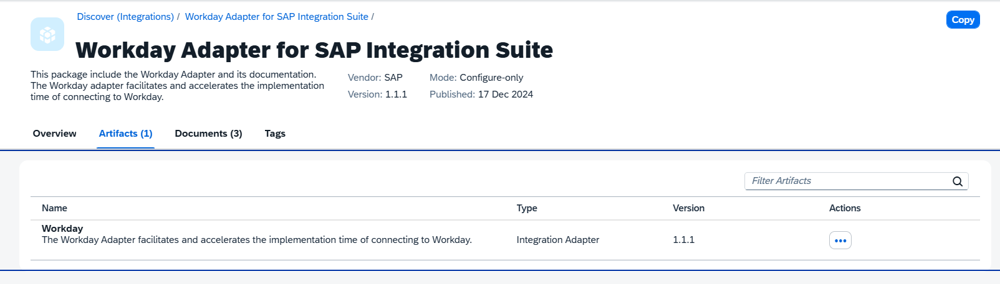 Discover (Integrations) / Workday Adapter for SAP Integration Suite /
Copy
Workday Adapter for SAP Integration Suite
This package include the Workday Adapter and its documentation.
The Workday adapter facilitates and accelerates the implementation
time of connecting to Workday.
Vendor: SAP
Mode: Configure-only
Version: 1.1.1
Published: 17 Dec 2024
Overview
Artifacts (1)
Documents (3)
Tags
Filter Artifacts
Name Type Version Actions
Workday
The Workday Adapter facilitates and accelerates the implementation time of connecting to Workday. Integration Adapter 1.1.1